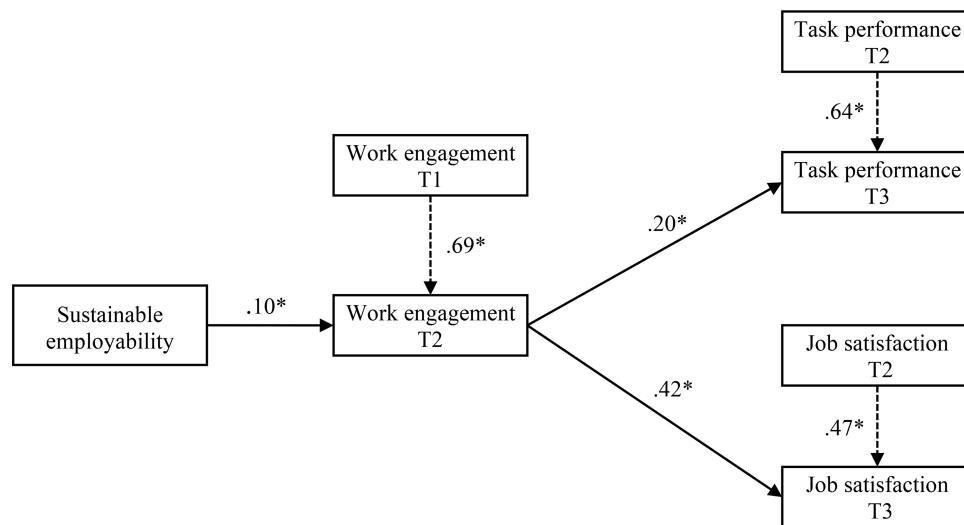 Task performance
T2
.64*
Work engagement
T1
Task performance
T3
.20*
.69*
Sustainable
employability
.10*
Work engagement
T2
Job satisfaction
T2
.42*
.47*
Job satisfaction
T3